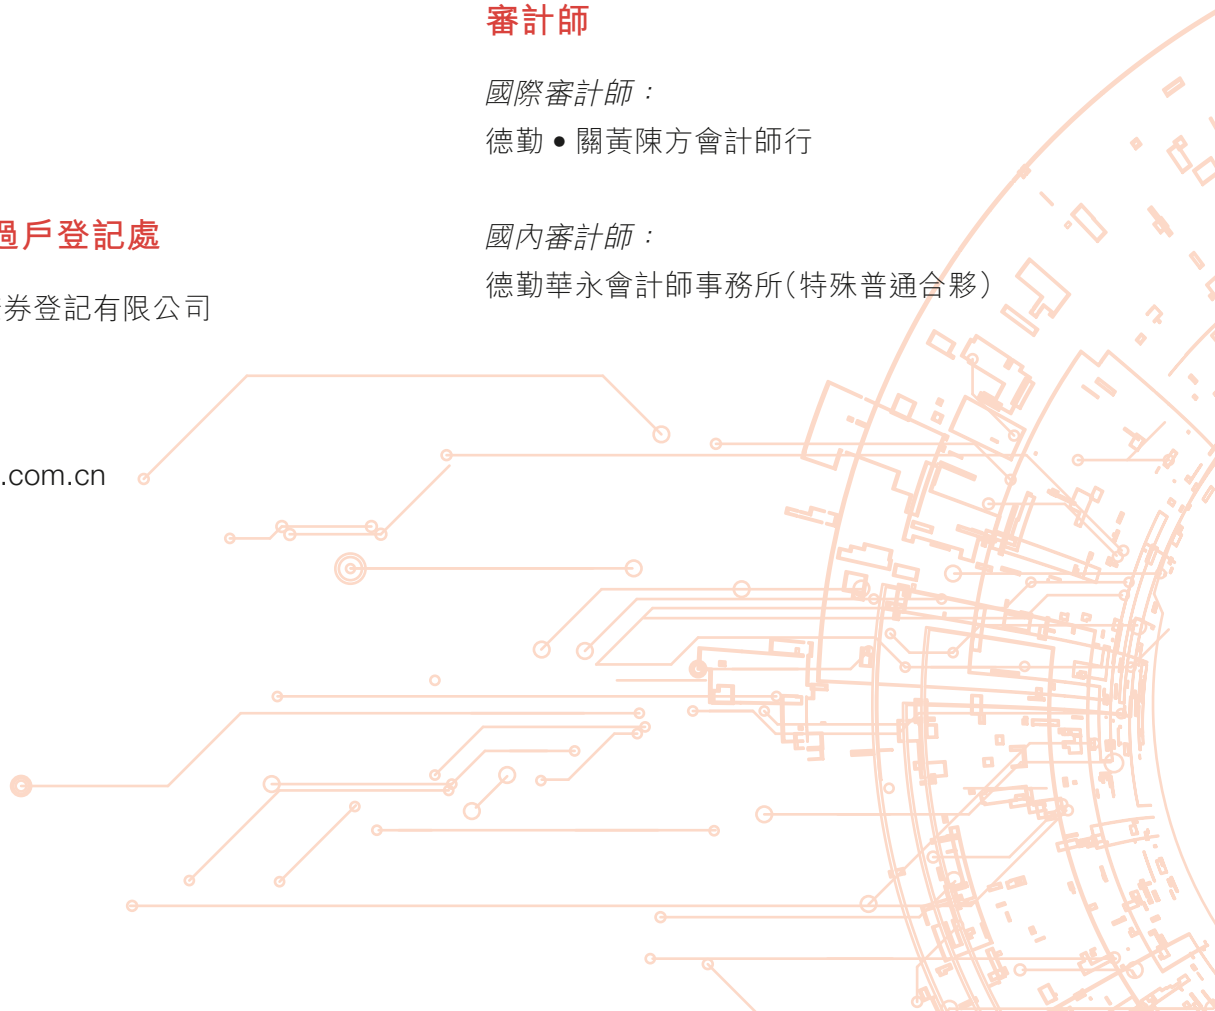 過戶登記處
券登記有限公司
.com.cn
審計師
國際審計師：
德勤•關黃陳方會計師行
國內審計師：
德勤華永會計師事務所（特殊普通合夥）